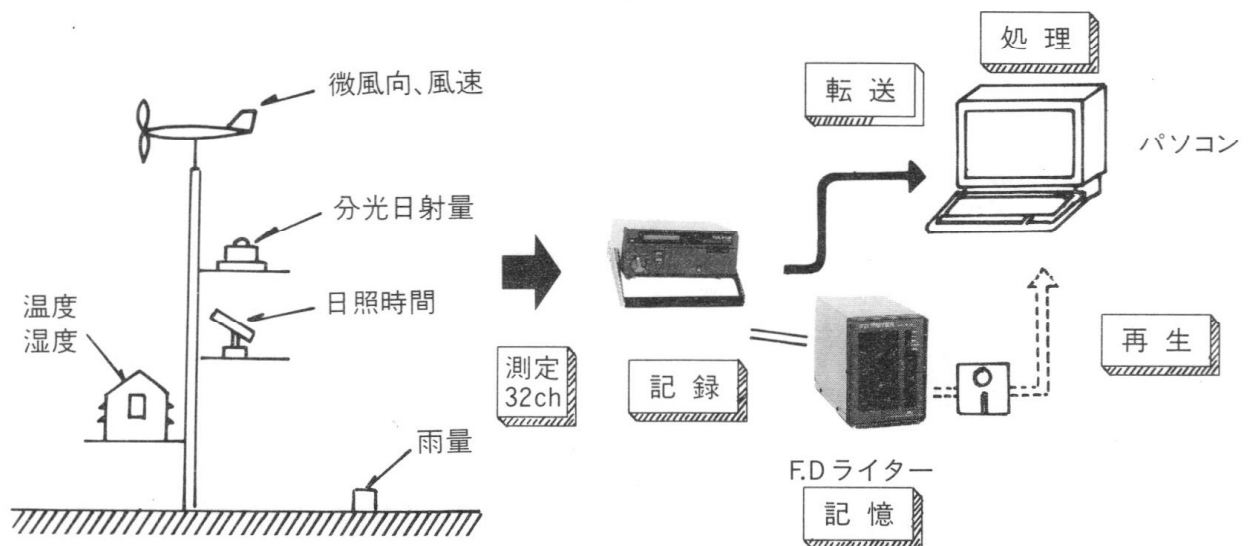 微風向、風速
分光日射量
日照時間
温度
湿度
雨量
測定
32ch
記録
転送
処理
パソコン
再生
F.Dライター
記憶